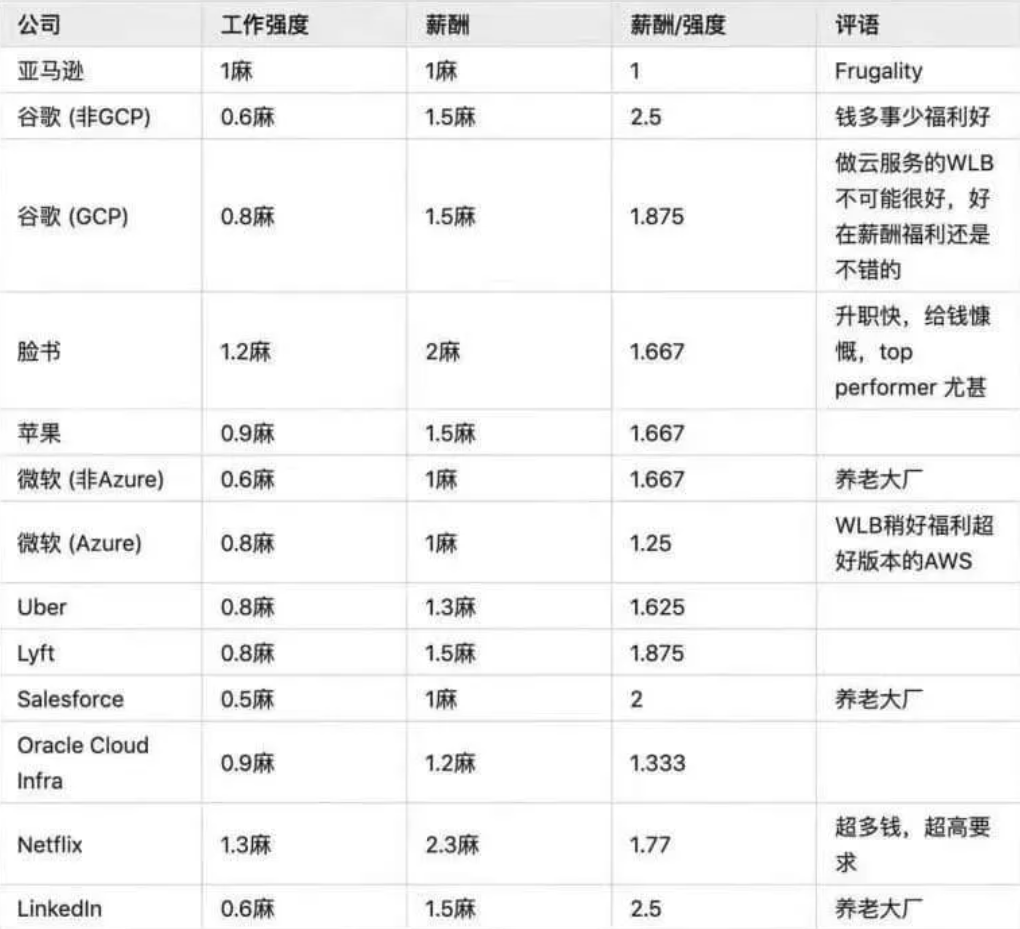 公司 工作强度 薪酬 薪酬/强度 评语
亚马逊 1麻 1麻 1 Frugality
谷歌 (非GCP) 0.6麻 1.5麻 2.5 钱多事少福利好
谷歌 (GCP) 0.8麻 1.5麻 1.875 做云服务的WLB
不可能很好，好
在薪酬福利还是
不错的
脸书 1.2麻 2麻 1.667 升职快，给钱慷
慨，top
performer 尤甚
苹果 0.9麻 1.5麻 1.667
微软 (非Azure) 0.6麻 1麻 1.667 养老大厂
微软 (Azure) 0.8麻 1麻 1.25 WLB稍好福利超
好版本的AWS
Uber 0.8麻 1.3麻 1.625
Lyft 0.8麻 1.5麻 1.875
Salesforce 0.5麻 1麻 2 养老大厂
Oracle Cloud
Infra 0.9麻 1.2麻 1.333
Netflix 1.3麻 2.3麻 1.77 超多钱，超高要
求
LinkedIn 0.6麻 1.5麻 2.5 养老大厂